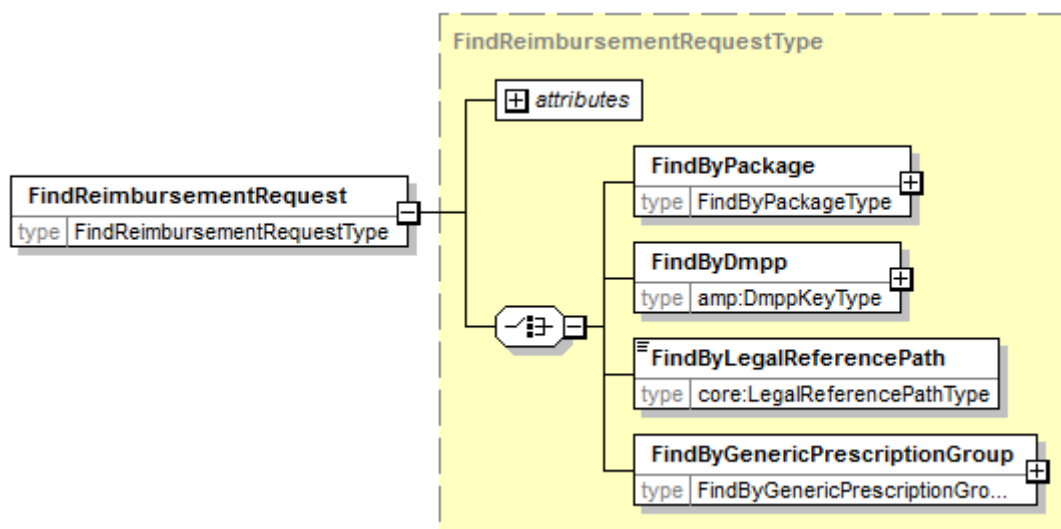 FindReimbursementRequestType
attributes
FindReimbursementRequest
type FindReimbursementRequestType
FindByPackage
type FindByPackageType
FindByDmpp
type amp:DmppKeyType
FindByLegalReferencePath
type core:LegalReferencePathType
FindByGenericPrescriptionGroup
type FindByGenericPrescriptionGro...